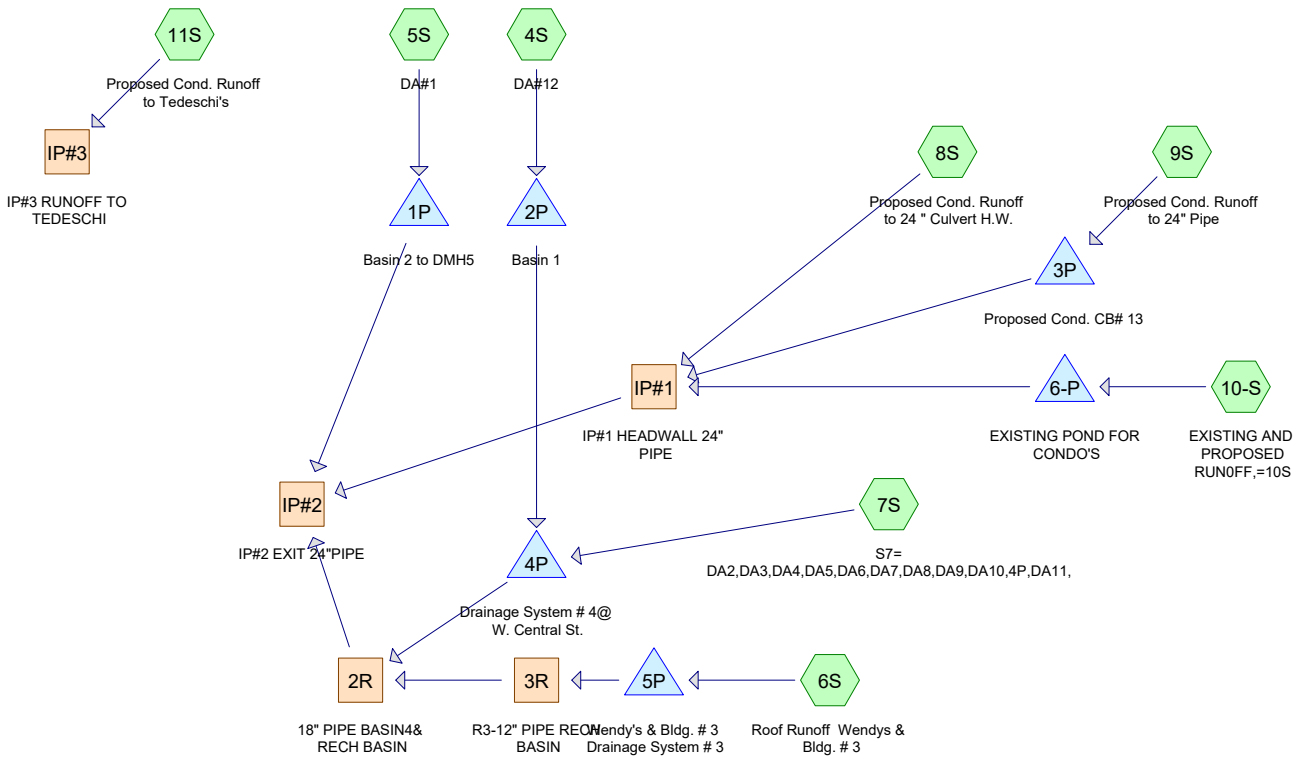 11S
Proposed Cond. Runoff
to Tedeschi's
5S
DA#1
4S
DA#12
IP#3
IP#3 RUNOFF TO
TEDESCHI
8S
Proposed Cond. Runoff
to 24 " Culvert H.W.
9S
Proposed Cond. Runoff
to 24" Pipe
1P
Basin 2 to DMH5
2P
Basin 1
3P
Proposed Cond. CB# 13
IP#1
IP#1 HEADWALL 24"
PIPE
6-P
EXISTING POND FOR
CONDO'S
10-S
EXISTING AND
PROPOSED
RUN0FF,=10S
IP#2
IP#2 EXIT 24"PIPE
7S
S7=
DA2,DA3,DA4,DA5,DA6,DA7,DA8,DA9,DA10,4P,DA11,
4P
Drainage System # 4@
W. Central St.
2R
18" PIPE BASIN4&
RECH BASIN
3R
R3-12" PIPE RECH
BASIN
5P
Wendy's & Bldg. # 3
Drainage System # 3
6S
Roof Runoff  Wendys &
Bldg. # 3